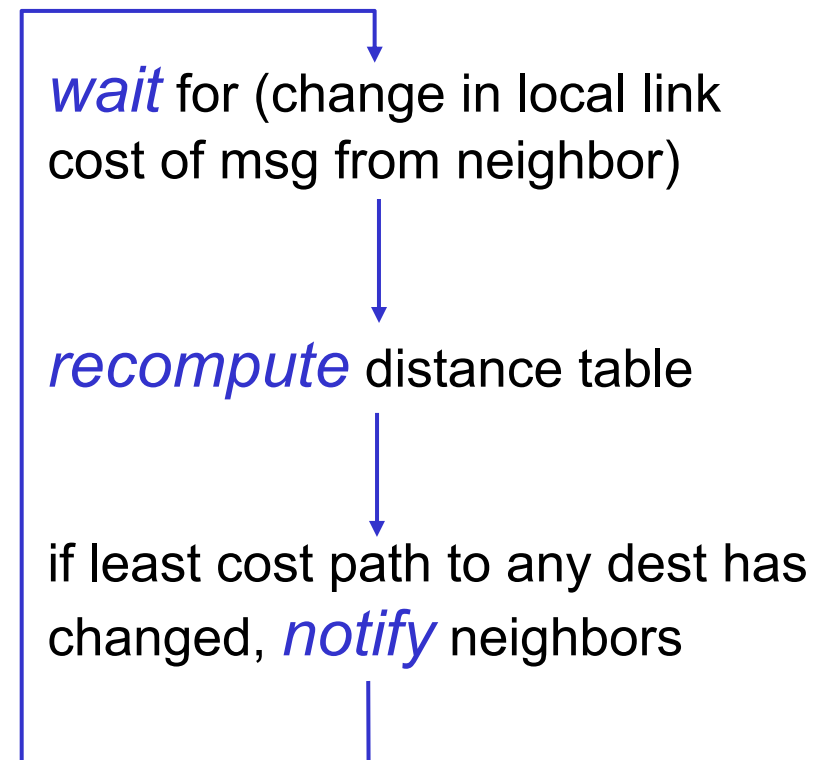 wait for (change in local link
cost of msg from neighbor)
recompute distance table
if least cost path to any dest has
changed, notify neighbors